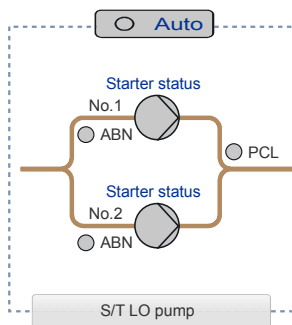 Auto
Starter status
No.1
ABN
PCL
Starter status
No.2
ABN
S/T LO pump